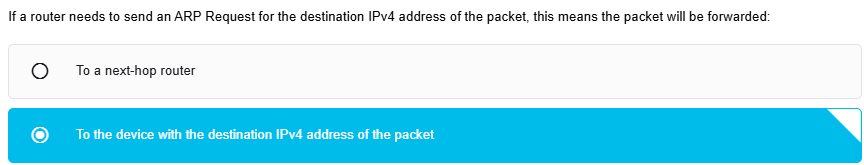 If a router needs to send an ARP Request for the destination IPv4 address of the packet, this means the packet will be forwarded:
To a next-hop router
To the device with the destination IPv4 address of the packet